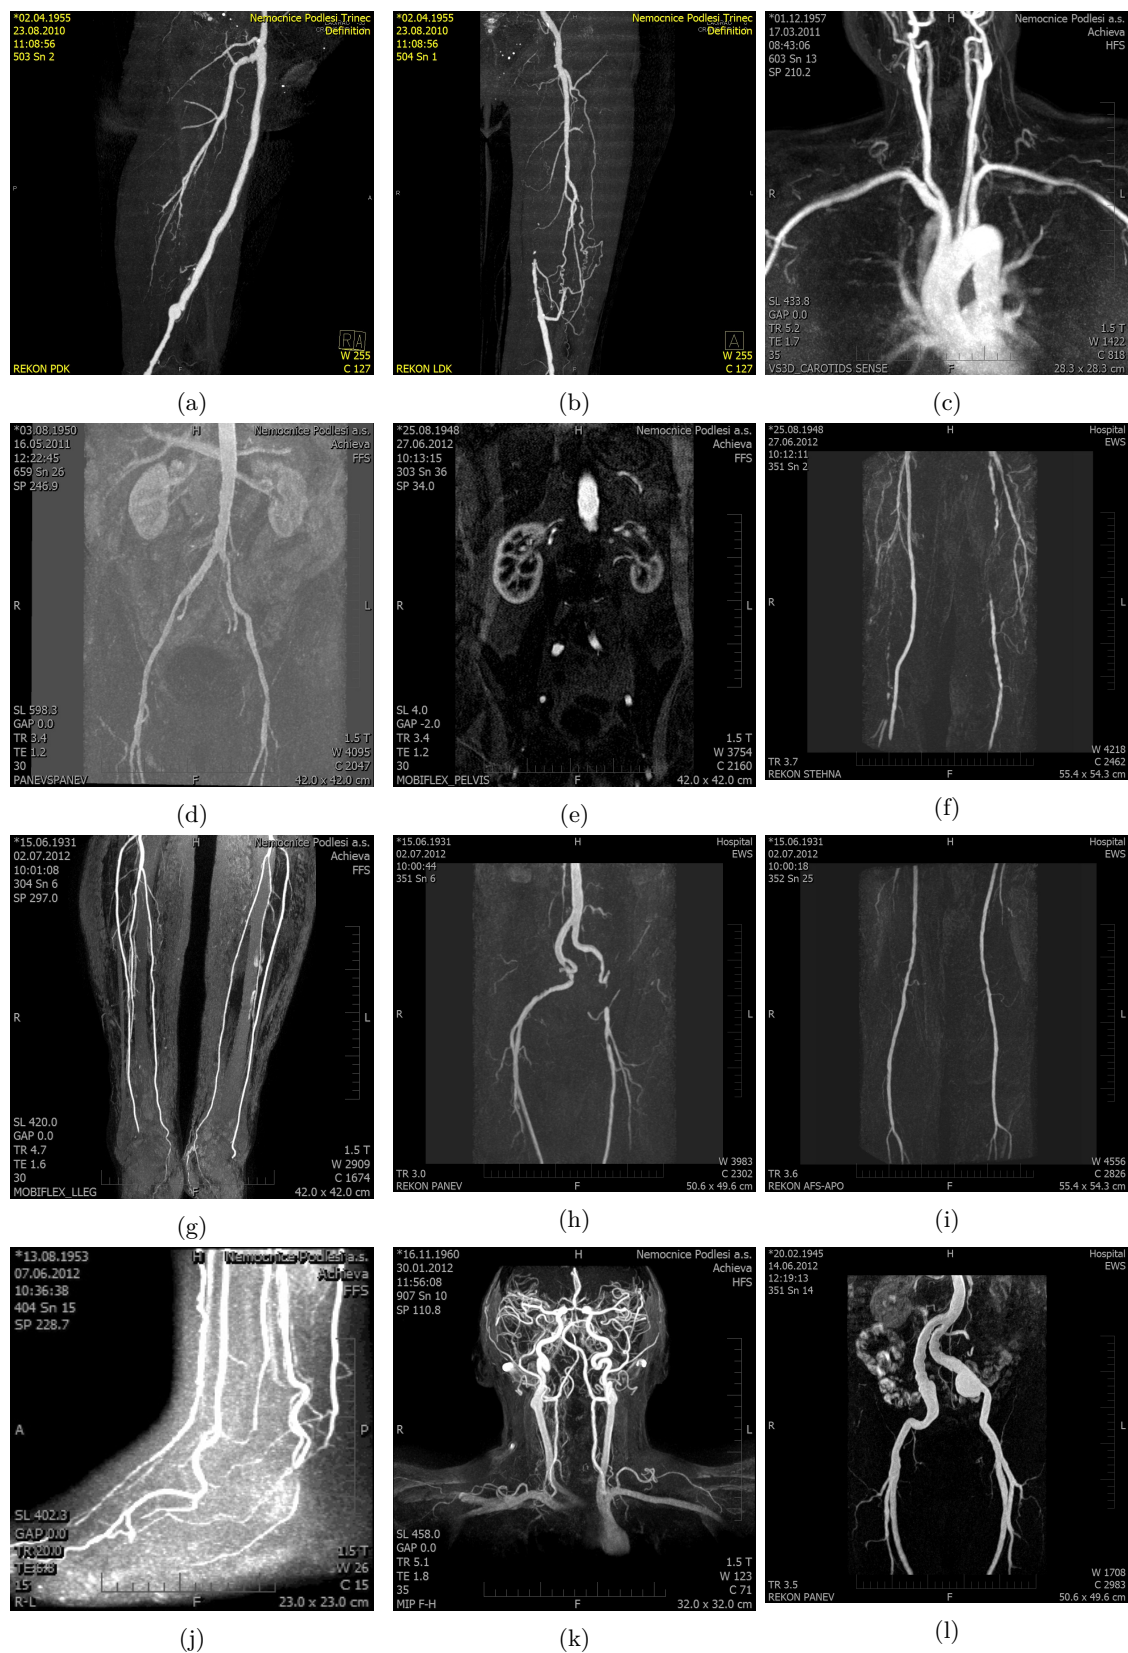 *02.04.1955
23.08.2010
11:08:56
503 Sn 2
Nemocnice Podlesi Trinec
Definition
P
A
RA
W 255
C 127
REKON PDK
F
(a)
*02.04.1955
23.08.2010
11:08:56
504 Sn 1
H
Nemocnice Podlesi Trinec
Definition
R
L
A
W 255
C 127
REKON LDK
F
(b)
*01.12.1957
17.03.2011
08:43:06
603 Sn 13
SP 210.2
H
Nemocnice Podlesi a.s.
Achieva
HFS
R
L
SL 433.8
GAP 0.0
TR 5.2
TE 1.7
35
VS3D_CAROTIDS SENSE
F
1.5 T
W 1422
C 818
28.3 x 28.3 cm
(c)
*03.08.1950
16.05.2011
12:22:45
659 Sn 26
SP 246.9
H
Nemocnice Podlesi a.s.
Achieva
FFS
R
L
SL 598.3
GAP 0.0
TR 3.4
TE 1.2
30
PANEVSPANEV
F
1.5 T
W 4095
C 2047
42.0 x 42.0 cm
(d)
*25.08.1948
27.06.2012
10:13:15
303 Sn 36
SP 34.0
H
Nemocnice Podlesi a.s.
Achieva
FFS
R
L
SL 4.0
GAP -2.0
TR 3.4
TE 1.2
30
MOBIFLEX_PELVIS
F
1.5 T
W 3754
C 2160
42.0 x 42.0 cm
(e)
*25.08.1948
27.06.2012
10:12:11
351 Sn 2
H
Hospital
EWS
R
L
TR 3.7
REKON STEHNA
F
W 4218
C 2462
55.4 x 54.3 cm
(f)
*15.06.1931
02.07.2012
10:01:08
304 Sn 6
SP 297.0
H
Nemocnice Podlesi a.s.
Achieva
FFS
R
L
SL 420.0
GAP 0.0
TR 4.7
TE 1.6
30
MOBIFLEX_LLEG
F
1.5 T
W 2909
C 1674
42.0 x 42.0 cm
(g)
*15.06.1931
02.07.2012
10:00:44
351 Sn 6
H
Hospital
EWS
R
L
TR 3.0
REKON PANEV
F
W 3983
C 2302
50.6 x 49.6 cm
(h)
*15.06.1931
02.07.2012
10:00:18
352 Sn 25
H
Hospital
EWS
R
L
TR 3.6
REKON AFS-APO
F
W 4556
C 2826
55.4 x 54.3 cm
(i)
*13.08.1953
07.06.2012
10:36:38
404 Sn 15
SP 228.7
H
Nemocnice Podlesi a.s.
Achieva
FFS
A
P
SL 402.3
GAP 0.0
TR 20.0
TE 6.8
15
R-L
F
1.5 T
W 26
C 15
23.0 x 23.0 cm
(j)
*16.11.1960
30.01.2012
11:56:08
907 Sn 10
SP 110.8
H
Nemocnice Podlesi a.s.
Achieva
HFS
R
L
SL 458.0
GAP 0.0
TR 5.1
TE 1.8
35
MIP F-H
F
1.5 T
W 123
C 71
32.0 x 32.0 cm
(k)
*20.02.1945
14.06.2012
12:19:13
351 Sn 14
H
Hospital
EWS
R
L
TR 3.5
REKON PANEV
F
W 1708
C 2983
50.6 x 49.6 cm
(l)